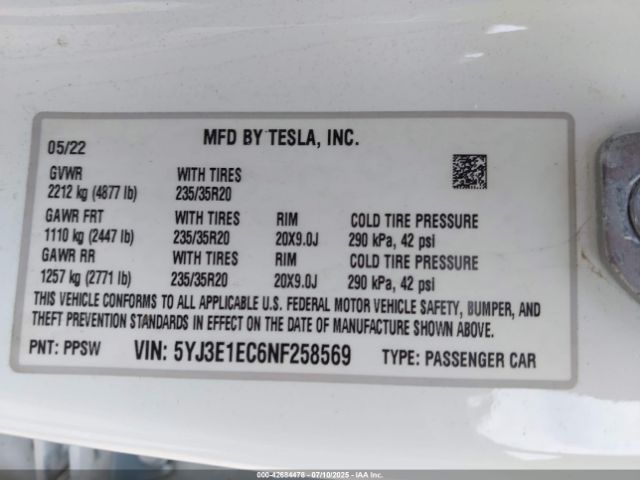 05/22 MFD BY TESLA, INC.
GVWR WITH TIRES
2212 kg (4877 lb) 235/35R20
GAWR FRT WITH TIRES RIM COLD TIRE PRESSURE
1110 kg (2447 lb) 235/35R20 20X9.0J 290 kPa, 42 psi
GAWR RR WITH TIRES RIM COLD TIRE PRESSURE
1257 kg (2771 lb) 235/35R20 20X9.0J 290 kPa, 42 psi
THIS VEHICLE CONFORMS TO ALL APPLICABLE U.S. FEDERAL MOTOR VEHICLE SAFETY, BUMPER, AND
THEFT PREVENTION STANDARDS IN EFFECT ON THE DATE OF MANUFACTURE SHOWN ABOVE.
PNT: PPSW VIN: 5YJ3E1EC6NF258569 TYPE: PASSENGER CAR
000-42684478 - 07/10/2025 - IAAI.COM